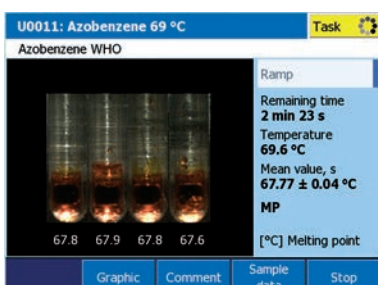 U0011: Azobenzene 69 °C
Task
Azobenzene WHO
Ramp
Remaining time
2 min 23 s
Temperature
69.6 °C
Mean value, s
67.77 ± 0.04 °C
MP
67.8 67.9 67.8 67.6
[°C] Melting point
Graphic
Comment
Sample
data
Stop